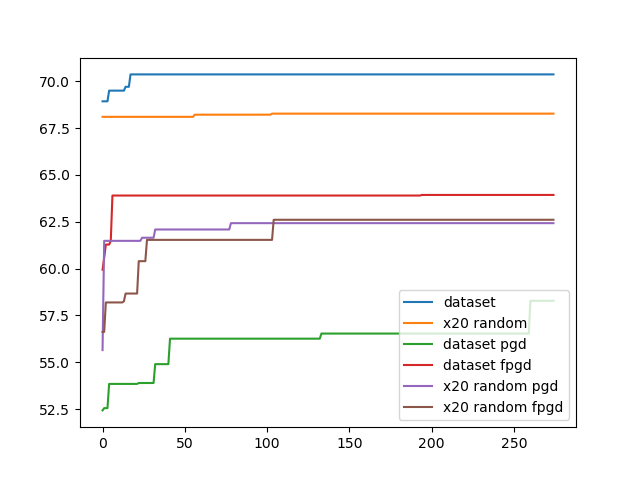 70.0
67.5
65.0
62.5
60.0
57.5
55.0
52.5
0 50 100 150 200 250
dataset
x20 random
dataset pgd
dataset fpgd
x20 random pgd
x20 random fpgd